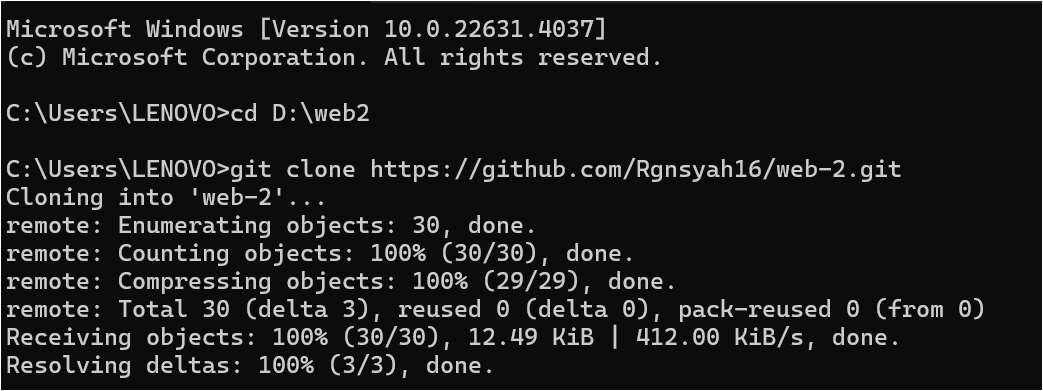 Microsoft Windows [Version 10.0.22631.4037]
(c) Microsoft Corporation. All rights reserved.
C:\Users\LENOVO>cd D:\web2
C:\Users\LENOVO>git clone https://github.com/Rgnsyah16/web-2.git
Cloning into 'web-2'...
remote: Enumerating objects: 30, done.
remote: Counting objects: 100% (30/30), done.
remote: Compressing objects: 100% (29/29), done.
remote: Total 30 (delta 3), reused 0 (delta 0), pack-reused 0 (from 0)
Receiving objects: 100% (30/30), 12.49 KiB | 412.00 KiB/s, done.
Resolving deltas: 100% (3/3), done.